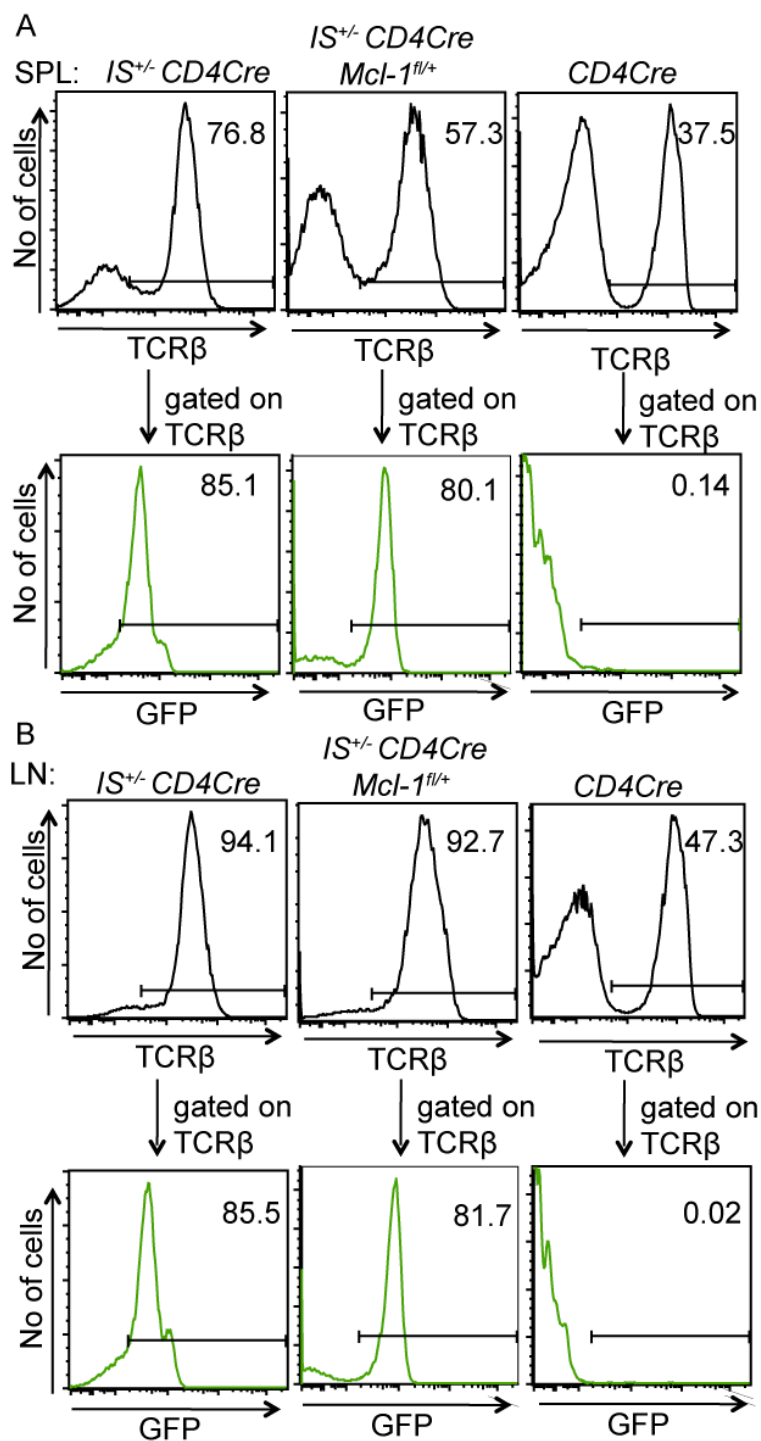 A
SPL:
IS+/- CD4Cre
IS+/- CD4Cre
Mcl-1fl/+
CD4Cre
No of cells
76.8
57.3
37.5
TCRβ
TCRβ
TCRβ
gated on
TCRβ
gated on
TCRβ
gated on
TCRβ
No of cells
85.1
80.1
0.14
GFP
GFP
GFP
B
LN:
IS+/- CD4Cre
IS+/- CD4Cre
Mcl-1fl/+
CD4Cre
No of cells
94.1
92.7
47.3
TCRβ
TCRβ
TCRβ
gated on
TCRβ
gated on
TCRβ
gated on
TCRβ
No of cells
85.5
81.7
0.02
GFP
GFP
GFP